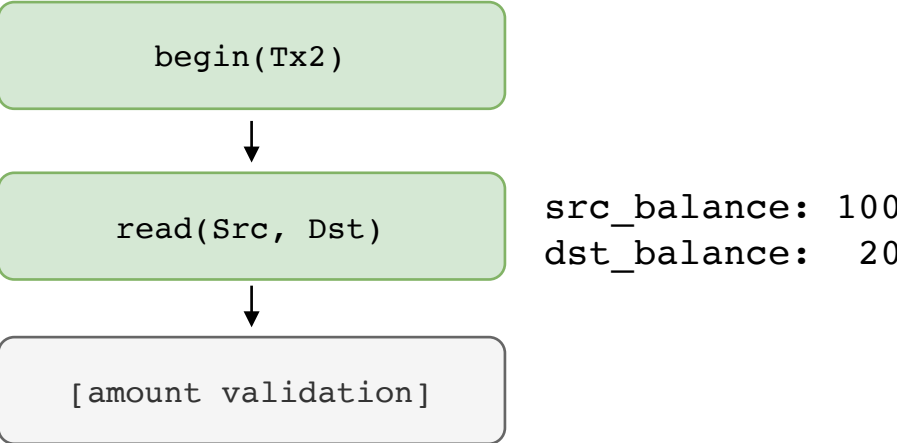 begin(Tx2)
read(Src, Dst)
src_balance: 100
dst_balance: 20
[amount validation]